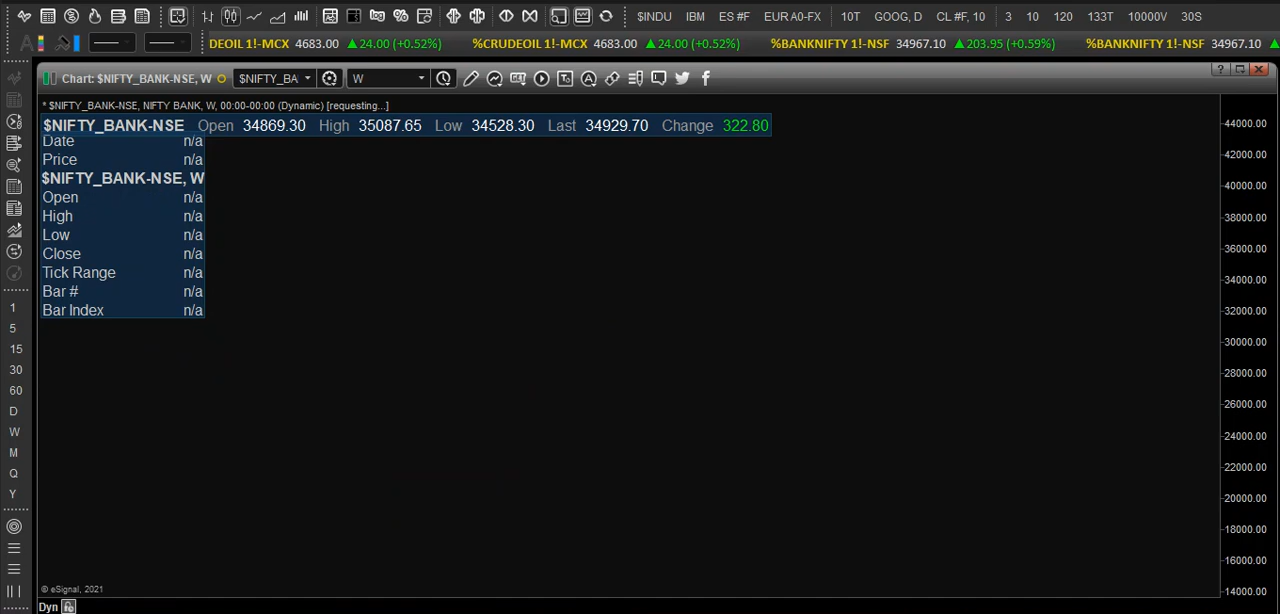 $INDU IBM ES #F EUR A0-FX 10T GOOG, D CL #F, 10 3 10 120 133T 10000V 30S
DEOIL 1!-MCX 4683.00 ▲24.00 (+0.52%) %CRUDEOIL 1!-MCX 4683.00 ▲24.00 (+0.52%) %BANKNIFTY 1!-NSF 34967.10 ▲203.95 (+0.59%) %BANKNIFTY 1!-NSF 34967.10 ▲
Chart: $NIFTY_BANK-NSE, W $NIFTY_BA W
* $NIFTY_BANK-NSE, NIFTY BANK, W, 00:00-00:00 (Dynamic) [requesting...]
$NIFTY_BANK-NSE Open 34869.30 High 35087.65 Low 34528.30 Last 34929.70 Change 322.80
Date n/a
Price n/a
$NIFTY_BANK-NSE, W
Open n/a
High n/a
Low n/a
Close n/a
Tick Range n/a
Bar # n/a
Bar Index n/a
44000.00
42000.00
40000.00
38000.00
36000.00
34000.00
32000.00
30000.00
28000.00
26000.00
24000.00
22000.00
20000.00
18000.00
16000.00
14000.00
1
5
15
30
60
D
W
M
Q
Y
© eSignal, 2021
Dyn